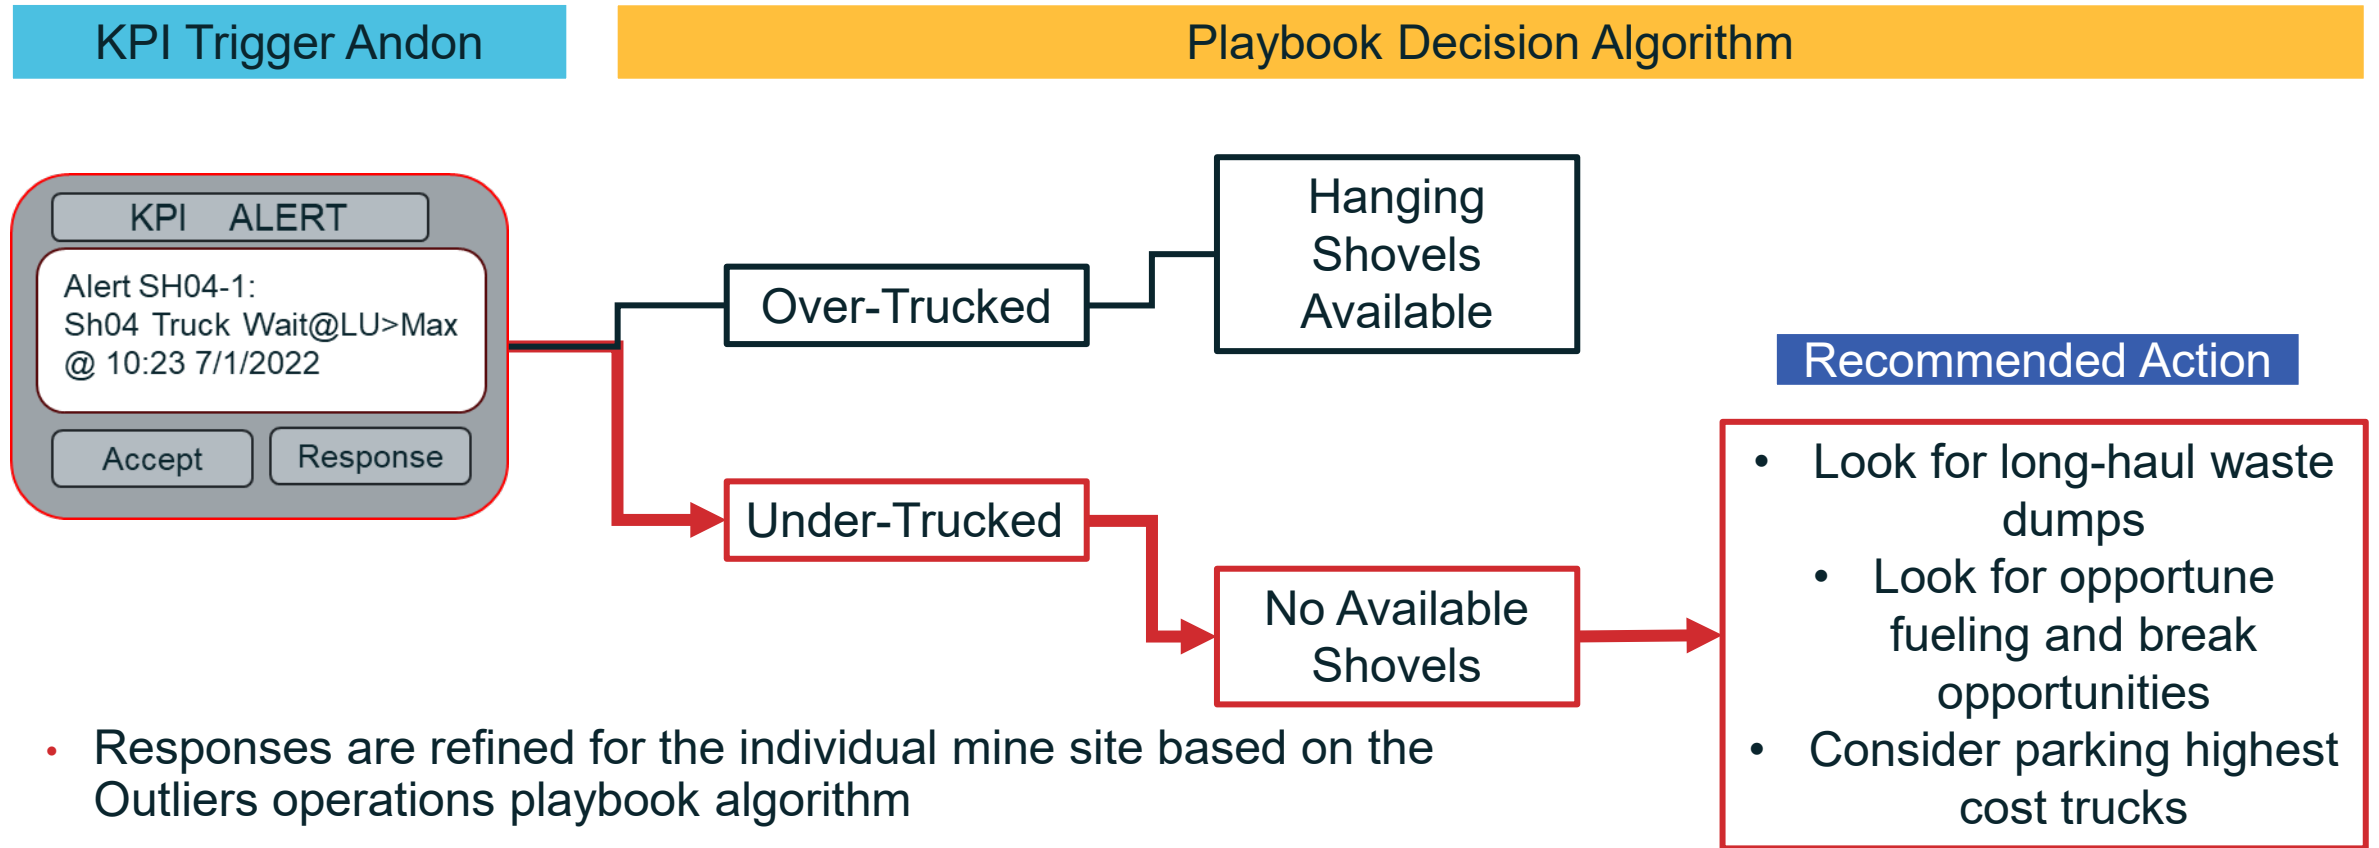 KPI Trigger Andon
Playbook Decision Algorithm
KPI ALERT
Alert SH04-1:
Sh04 Truck Wait@LU>Max
@ 10:23 7/1/2022
Accept
Response
Over-Trucked
Hanging
Shovels
Available
Under-Trucked
No Available
Shovels
Recommended Action
• Look for long-haul waste
dumps
• Look for opportune
fueling and break
opportunities
• Consider parking highest
cost trucks
• Responses are refined for the individual mine site based on the
Outliers operations playbook algorithm